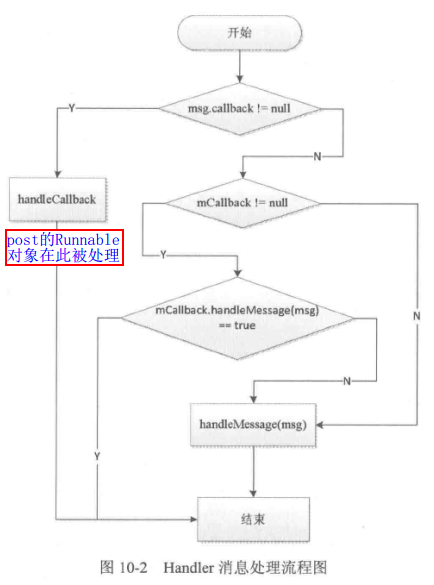 开始
msg.callback != null
Y
N
handleCallback
mCallback != null
post的Runnable
对象在此被处理
Y
mCallback.handleMessage(msg)
== true
N
N
handleMessage(msg)
Y
结束
图 10-2 Handler 消息处理流程图